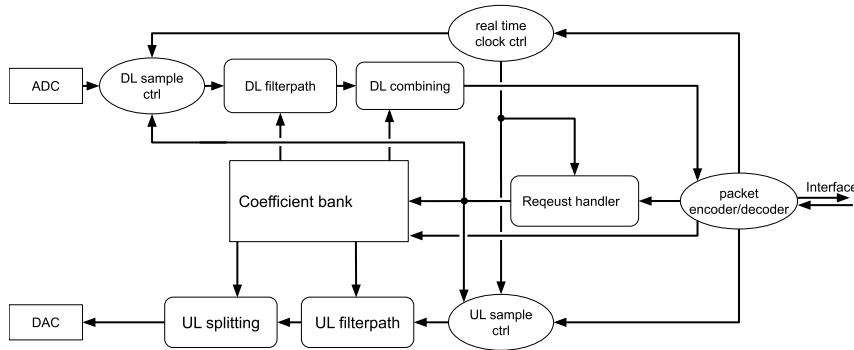 real time
clock ctrl
ADC
DL sample
ctrl
DL filterpath
DL combining
Coefficient bank
Reqeust handler
packet
encoder/decoder
Interface
DAC
UL splitting
UL filterpath
UL sample
ctrl